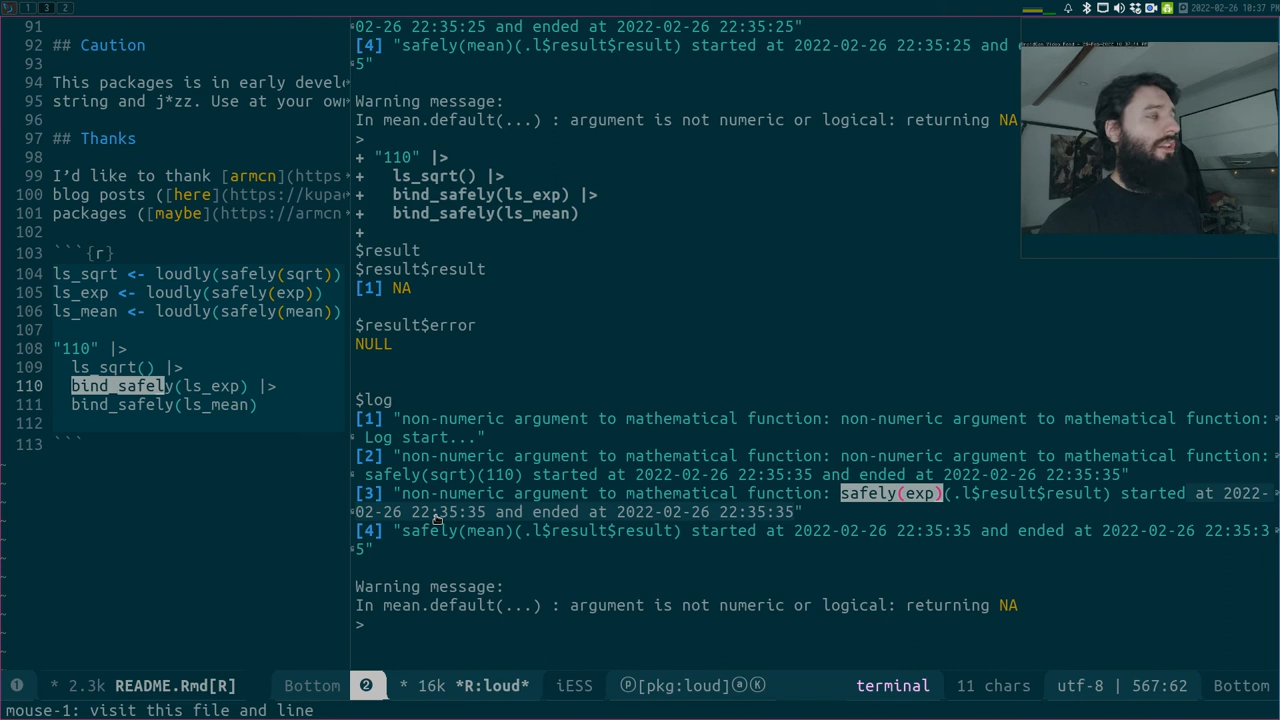 1 3 2
2022-02-26 10:37 PM
91
92 ## Caution
93
94 This packages is in early develo
95 string and j*zz. Use at your own
96
97 ## Thanks
98
99 I’d like to thank [armcn](https
100 blog posts ([here](https://kupa
101 packages ([maybe](https://armcn
102
103 ```{r}
104 ls_sqrt <- loudly(safely(sqrt))
105 ls_exp <- loudly(safely(exp))
106 ls_mean <- loudly(safely(mean))
107
108 "110" |>
109 ls_sqrt() |>
110 bind_safely(ls_exp) |>
111 bind_safely(ls_mean)
112
113 ```
~
~
~
~
~
~
~
~
~
~
02-26 22:35:25 and ended at 2022-02-26 22:35:25"
[4] "safely(mean)(.l$result$result) started at 2022-02-26 22:35:25 and e
5"
Warning message:
In mean.default(...) : argument is not numeric or logical: returning NA
>
+ "110" |>
+ ls_sqrt() |>
+ bind_safely(ls_exp) |>
+ bind_safely(ls_mean)
+
$result
$result$result
[1] NA
$result$error
NULL
$log
[1] "non-numeric argument to mathematical function: non-numeric argument to mathematical function:
Log start..."
[2] "non-numeric argument to mathematical function: non-numeric argument to mathematical function:
safely(sqrt)(110) started at 2022-02-26 22:35:35 and ended at 2022-02-26 22:35:35"
[3] "non-numeric argument to mathematical function: safely(exp)(.l$result$result) started at 2022-
02-26 22:35:35 and ended at 2022-02-26 22:35:35"
[4] "safely(mean)(.l$result$result) started at 2022-02-26 22:35:35 and ended at 2022-02-26 22:35:3
5"
Warning message:
In mean.default(...) : argument is not numeric or logical: returning NA
>
1 * 2.3k README.Rmd[R] Bottom 2 * 16k *R:loud* iESS [pkg:loud] terminal 11 chars utf-8 | 567:62 Bottom
mouse-1: visit this file and line